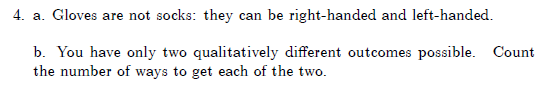 4. a. Gloves are not socks: they can be right-handed and left-handed.
b. You have only two qualitatively different outcomes possible. Count
the number of ways to get each of the two.